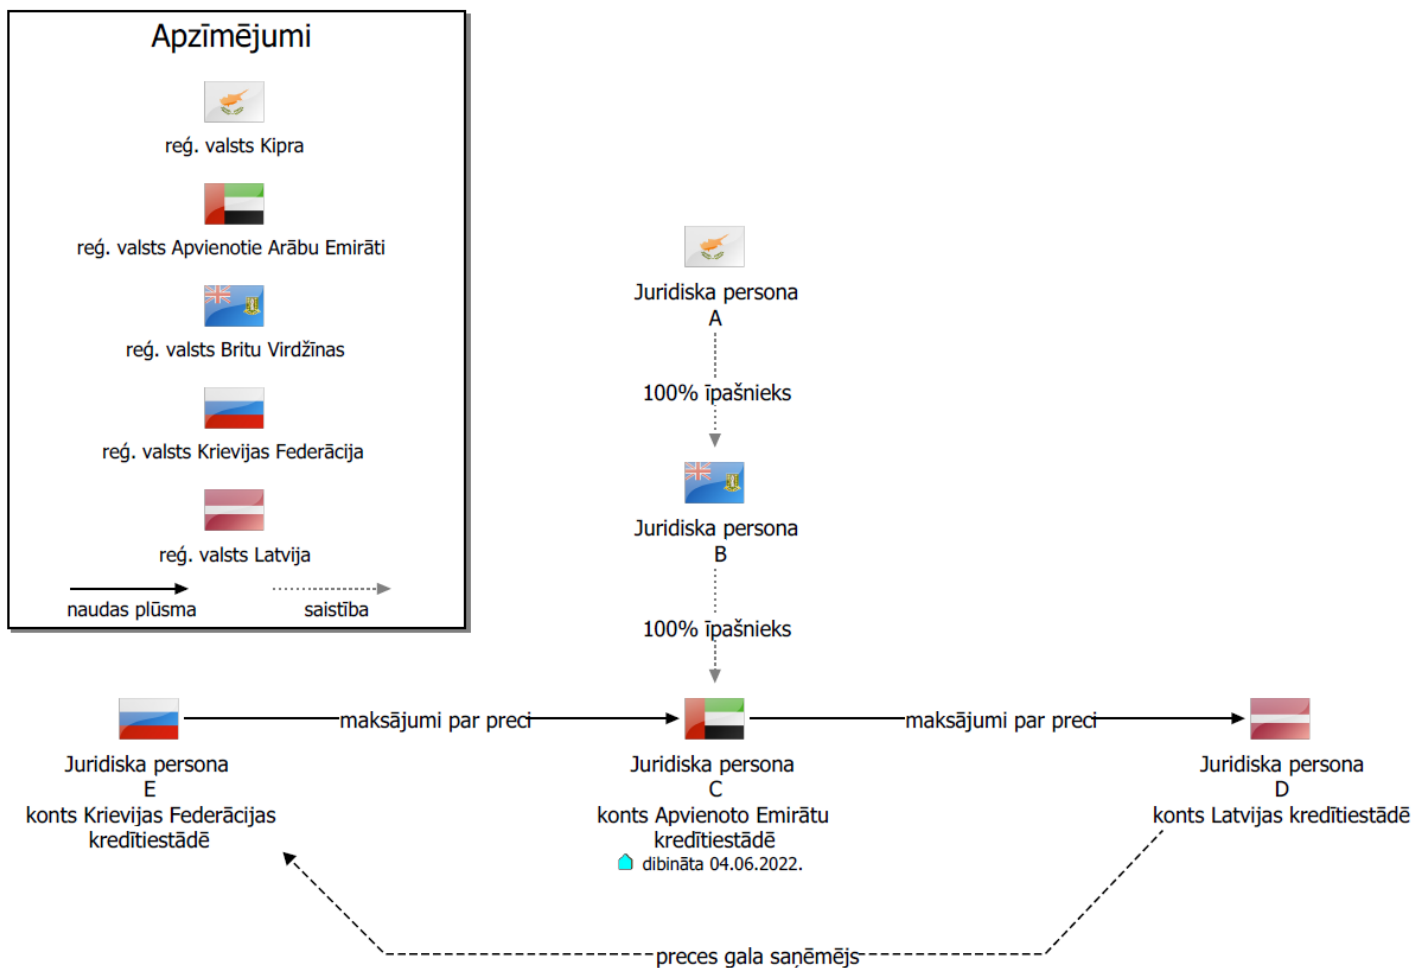 Apzīmējumi
reģ. valsts Kipra
reģ. valsts Apvienotie Arābu Emirāti
reģ. valsts Britu Virdžīnas
reģ. valsts Krievijas Federācija
reģ. valsts Latvija
naudas plūsma
saistība
Juridiska persona
A
100% īpašnieks
Juridiska persona
B
100% īpašnieks
maksājumi par preci
maksājumi par preci
Juridiska persona
E
konts Krievijas Federācijas
kredītiestādē
Juridiska persona
C
konts Apvienoto Emirātu
kredītiestādē
dibināta 04.06.2022.
Juridiska persona
D
konts Latvijas kredītiestādē
preces gala saņēmējs